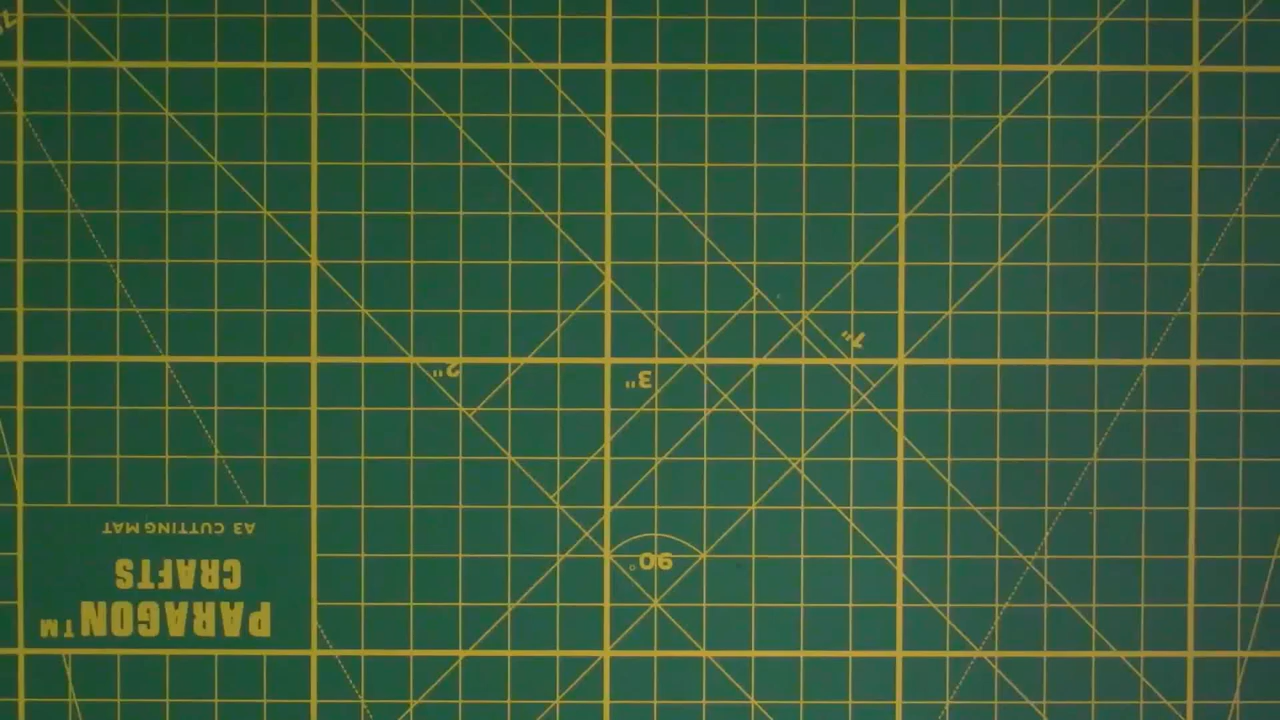 PARAGON™
CRAFTS
A3 CUTTING MAT
90°
3"
2"